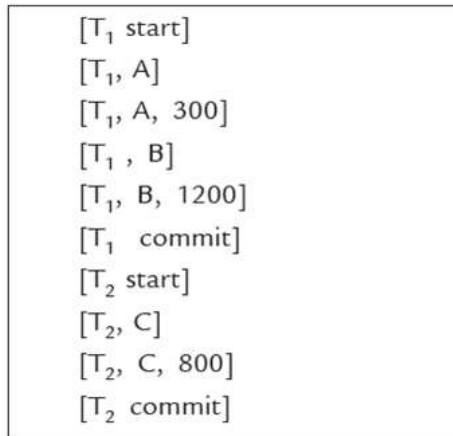 [T₁ start]
[T₁, A]
[T₁, A, 300]
[T₁ , B]
[T₁, B, 1200]
[T₁ commit]
[T₂ start]
[T₂, C]
[T₂, C, 800]
[T₂ commit]